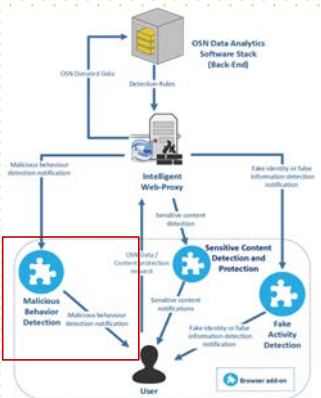 OSN Data Analytics
Software Stack
(Back-End)
OSN Donated Data
Detection Rules
Malicious behaviour
detection notification
Fake identity or false
information detection
notification
Intelligent
Web-Proxy
Sensitive content
detection
OSN Data /
Content protection
request
Sensitive Content
Detection and
Protection
Malicious
Behavior
Detection
Malicious behaviour
detection notification
Sensitive content
notifications
Fake identity or false
information detection
notification
Fake
Activity
Detection
User
Browser add-on